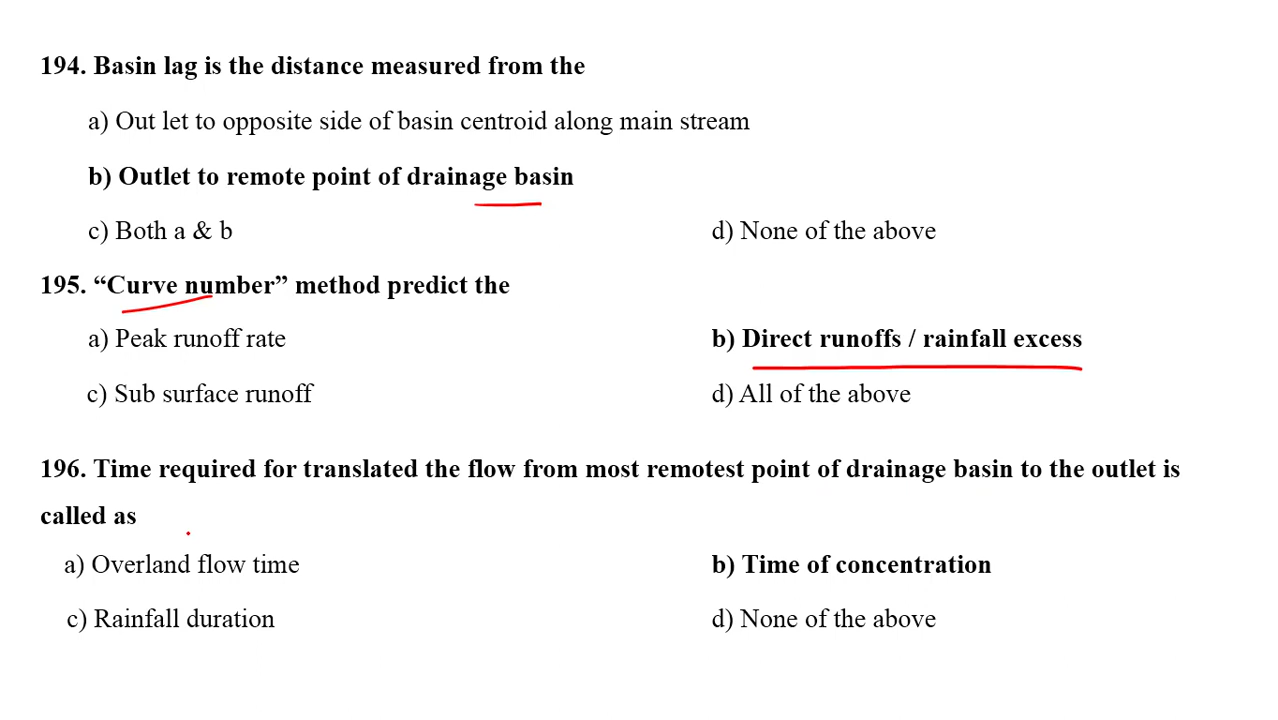 194. Basin lag is the distance measured from the
a) Out let to opposite side of basin centroid along main stream
b) Outlet to remote point of drainage basin
c) Both a & b d) None of the above
195. “Curve number” method predict the
a) Peak runoff rate b) Direct runoffs / rainfall excess
c) Sub surface runoff d) All of the above
196. Time required for translated the flow from most remotest point of drainage basin to the outlet is
called as
a) Overland flow time b) Time of concentration
c) Rainfall duration d) None of the above